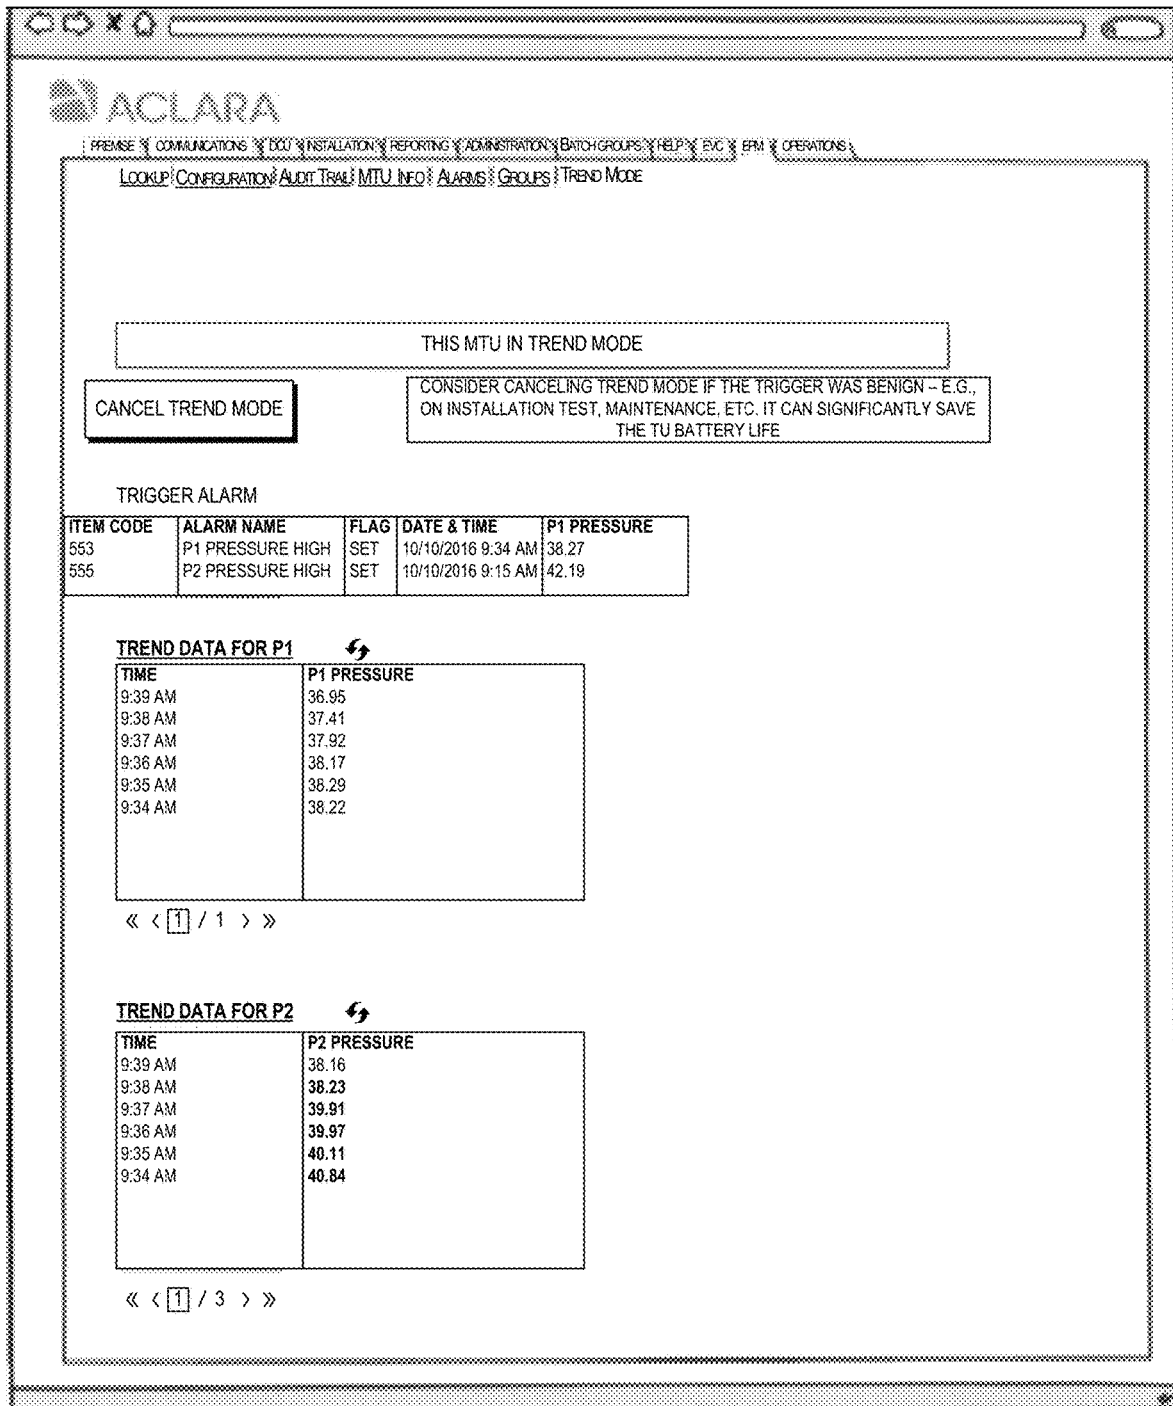 ACLARA
PREMISE COMMUNICATIONS DCU INSTALLATION REPORTING ADMINISTRATION BATCH GROUPS HELP EVC EPM OPERATIONS
LOOKUP CONFIGURATION AUDIT TRAIL MTU INFO ALARMS GROUPS TREND MODE
THIS MTU IN TREND MODE
CANCEL TREND MODE
CONSIDER CANCELING TREND MODE IF THE TRIGGER WAS BENIGN – E.G.,
ON INSTALLATION TEST, MAINTENANCE, ETC. IT CAN SIGNIFICANTLY SAVE
THE TU BATTERY LIFE
TRIGGER ALARM
ITEM CODE ALARM NAME FLAG DATE & TIME P1 PRESSURE
553 P1 PRESSURE HIGH SET 10/10/2016 9:34 AM 38.27
555 P2 PRESSURE HIGH SET 10/10/2016 9:15 AM 42.19
TREND DATA FOR P1
TIME P1 PRESSURE
9:39 AM 36.95
9:38 AM 37.41
9:37 AM 37.92
9:36 AM 38.17
9:35 AM 38.29
9:34 AM 38.22
« < 1 / 1 > »
TREND DATA FOR P2
TIME P2 PRESSURE
9:39 AM 38.16
9:38 AM 38.23
9:37 AM 39.91
9:36 AM 39.97
9:35 AM 40.11
9:34 AM 40.84
« < 1 / 3 > »